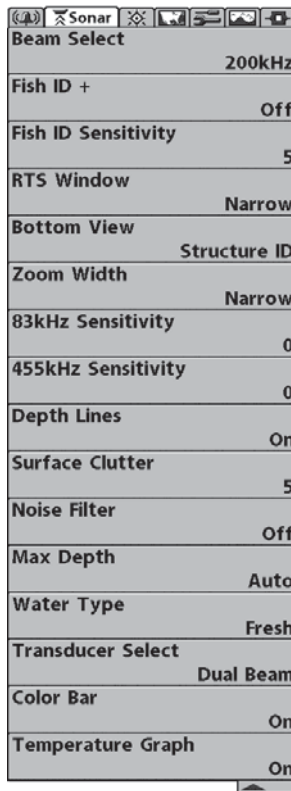 Sonar
Beam Select
200kHz
Fish ID +
Off
Fish ID Sensitivity
5
RTS Window
Narrow
Bottom View
Structure ID
Zoom Width
Narrow
83kHz Sensitivity
0
455kHz Sensitivity
0
Depth Lines
On
Surface Clutter
5
Noise Filter
Off
Max Depth
Auto
Water Type
Fresh
Transducer Select
Dual Beam
Color Bar
On
Temperature Graph
On